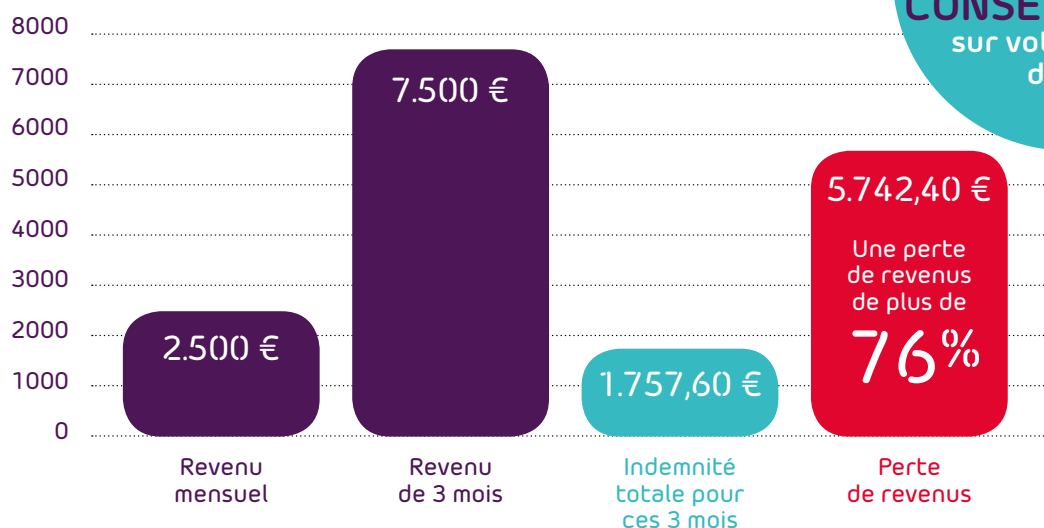 CONSE
sur vo
d
8000
7000
6000
5000
4000
3000
2000
1000
0
2.500 €
7.500 €
1.757,60 €
5.742,40 €
Une perte
de revenus
de plus de
76%
Revenu
mensuel
Revenu
de 3 mois
Indemnité
totale pour
ces 3 mois
Perte
de revenus